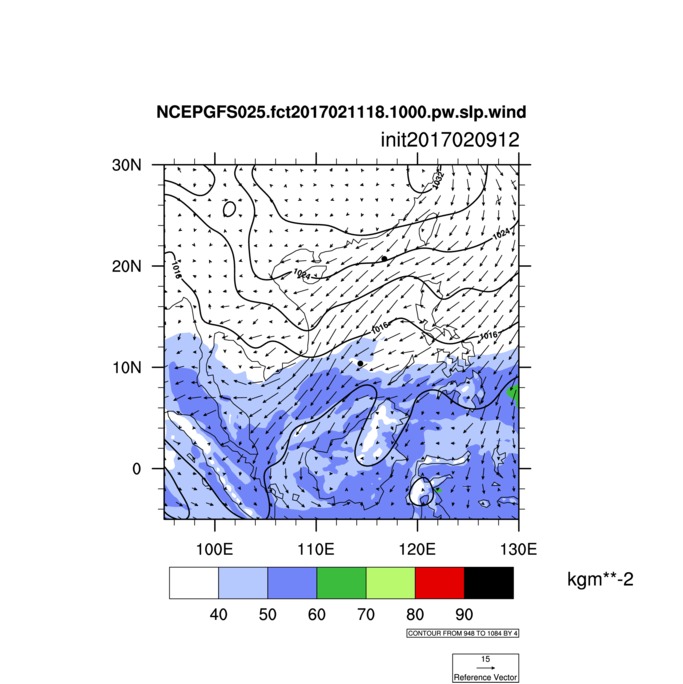 NCEPGFS025.fct2017021118.1000.pw.slp.wind
init2017020912
30N
1032
1024
20N
1016
1024
1016
1016
10N
0
100E 110E 120E 130E
kgm**-2
40 50 60 70 80 90
CONTOUR FROM 948 TO 1084 BY 4
15
Reference Vector